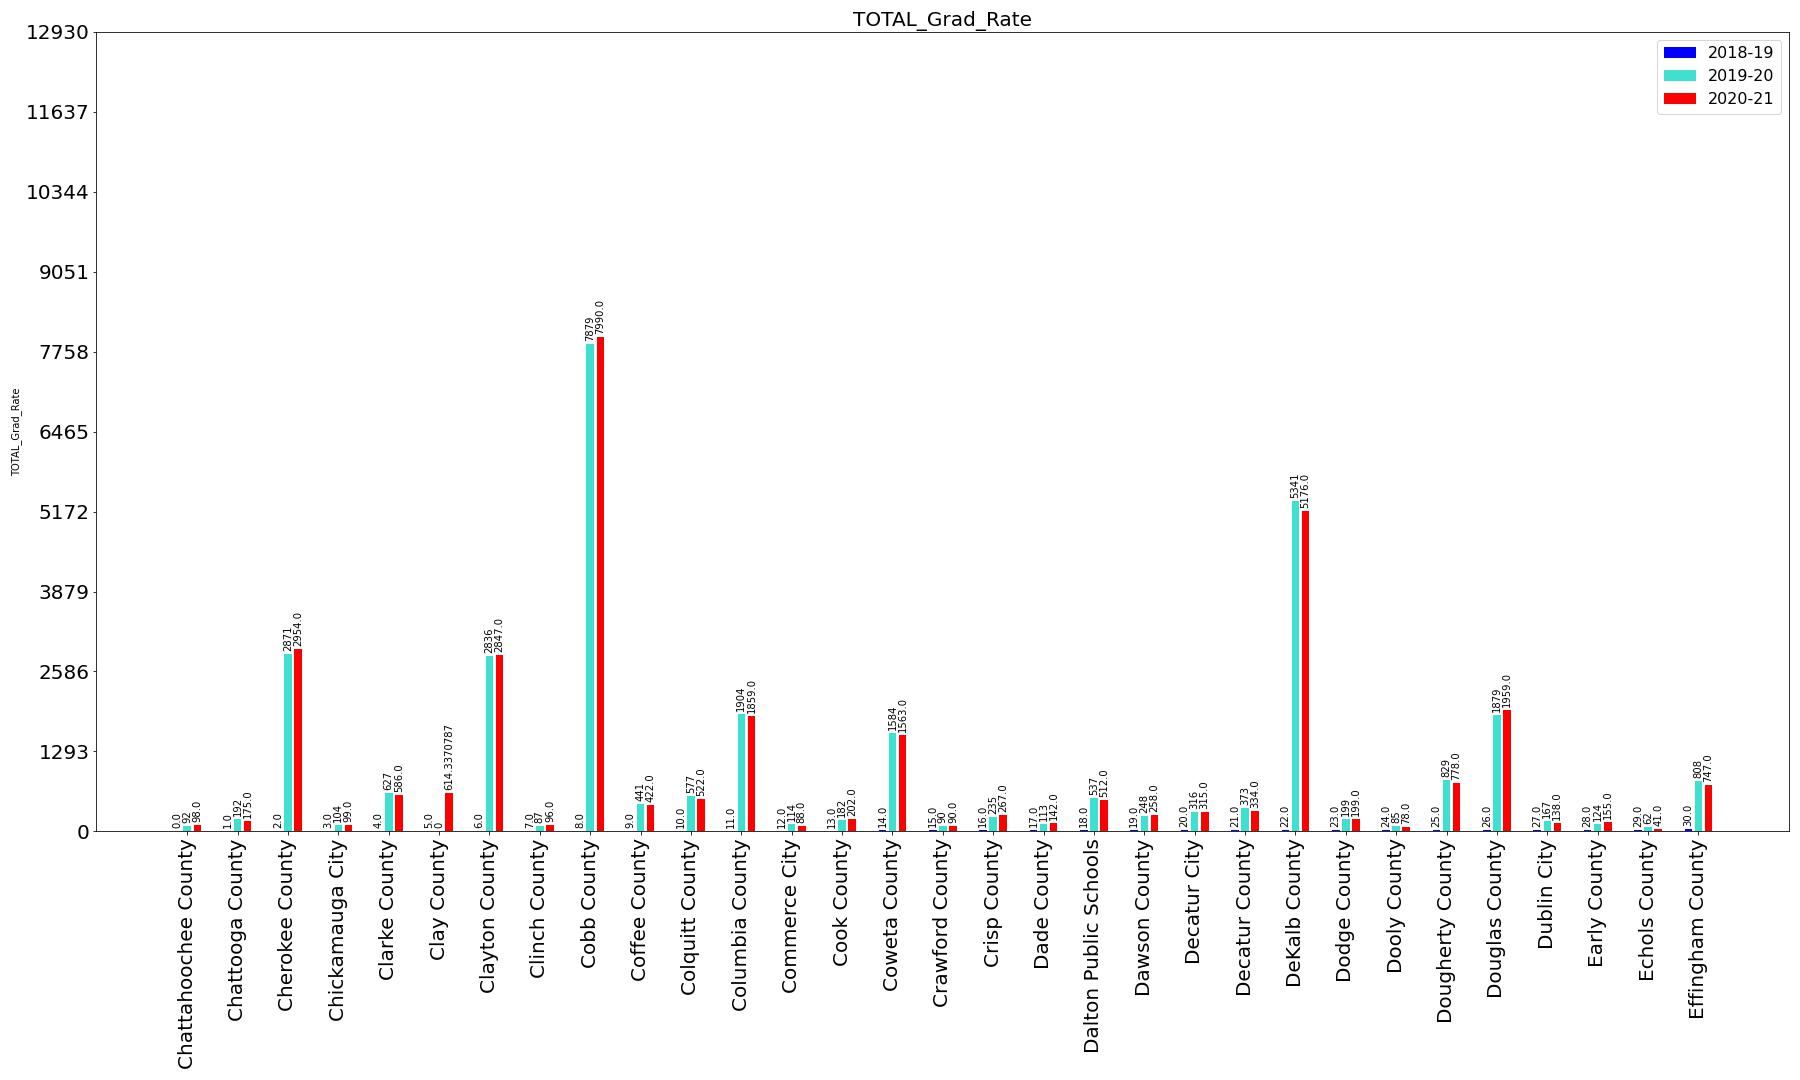 TOTAL_Grad_Rate
2018-19
2019-20
2020-21
12930
11637
10344
9051
7758
6465
5172
3879
2586
1293
0
TOTAL_Grad_Rate
0.0 92 98.0
1.0 192 175.0
2.0 2871 2954.0
3.0 104 99.0
4.0 627 586.0
5.0 0 614.3370787
6.0 2836 2847.0
7.0 87 96.0
8.0 7879 7990.0
9.0 441 422.0
10.0 577 522.0
11.0 1904 1859.0
12.0 114 88.0
13.0 182 202.0
14.0 1584 1563.0
15.0 90 90.0
16.0 235 267.0
17.0 113 142.0
18.0 537 512.0
19.0 248 258.0
20.0 316 315.0
21.0 373 334.0
22.0 5341 5176.0
23.0 199 199.0
24.0 85 78.0
25.0 829 778.0
26.0 1879 1959.0
27.0 167 138.0
28.0 124 155.0
29.0 62 41.0
30.0 808 747.0
Chattahoochee County
Chattooga County
Cherokee County
Chickamauga City
Clarke County
Clay County
Clayton County
Clinch County
Cobb County
Coffee County
Colquitt County
Columbia County
Commerce City
Cook County
Coweta County
Crawford County
Crisp County
Dade County
Dalton Public Schools
Dawson County
Decatur City
Decatur County
DeKalb County
Dodge County
Dooly County
Dougherty County
Douglas County
Dublin City
Early County
Echols County
Effingham County